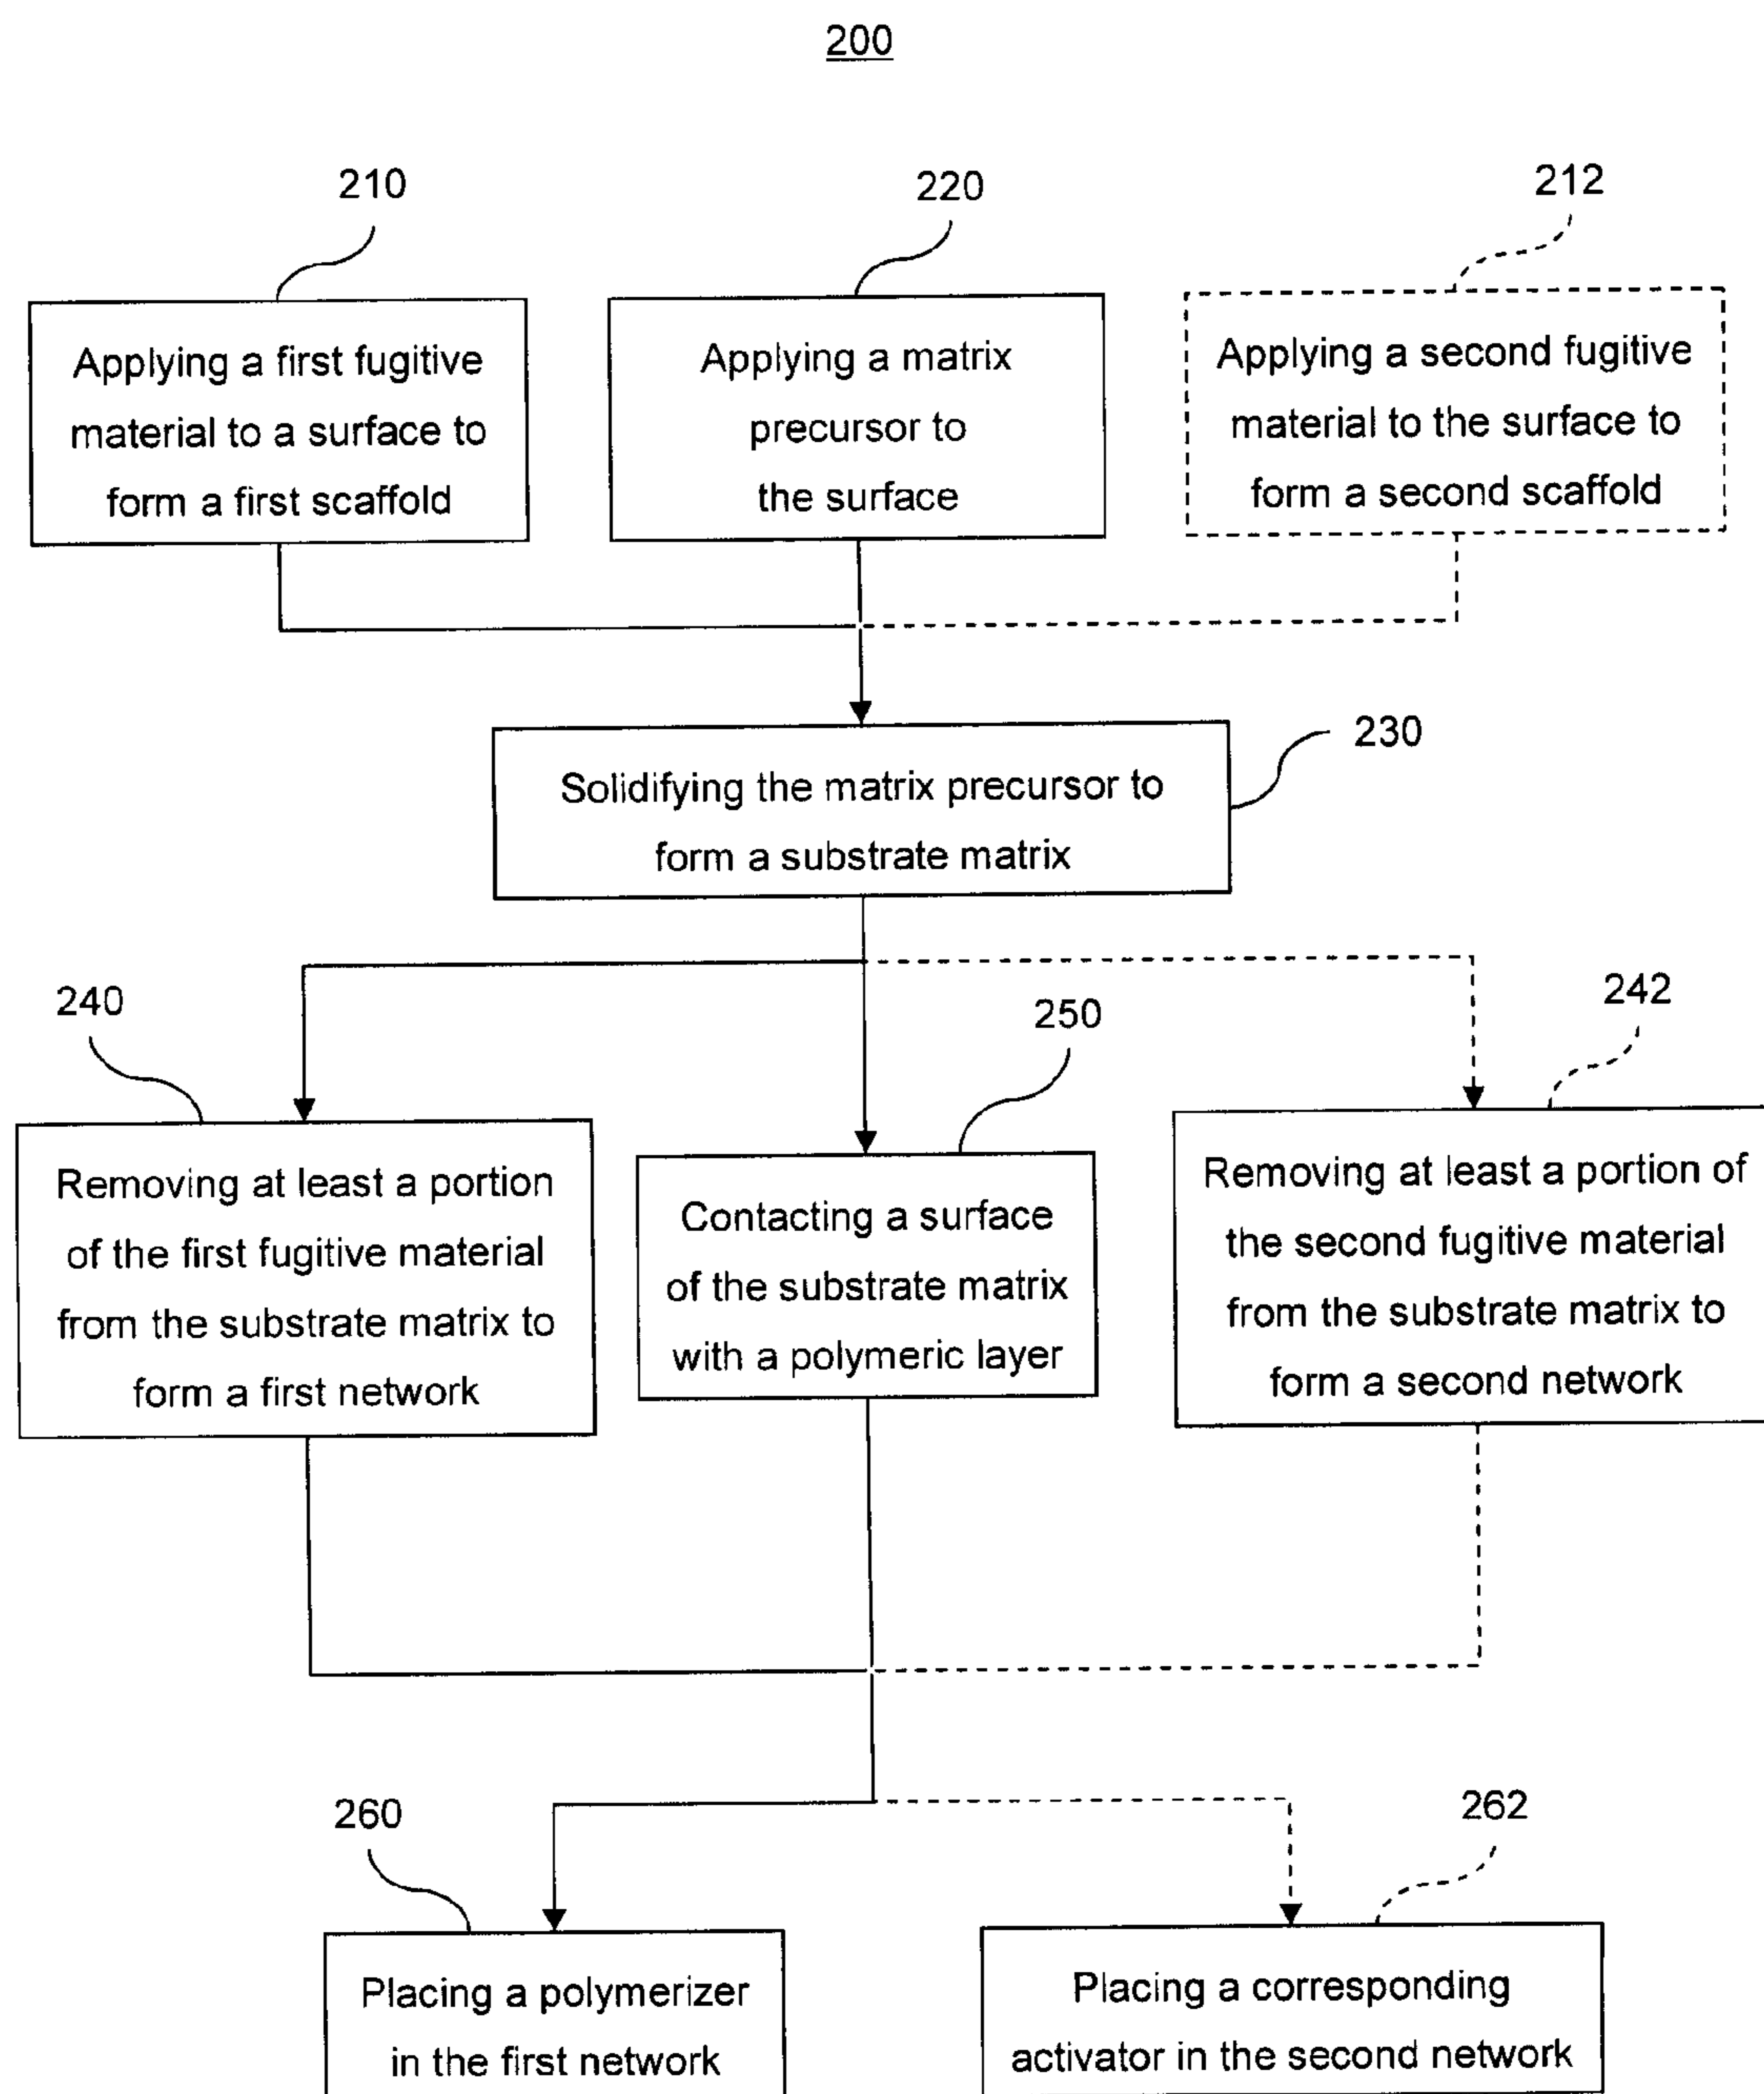 200
210
220
212
Applying a first fugitive
material to a surface to
form a first scaffold
Applying a matrix
precursor to
the surface
Applying a second fugitive
material to the surface to
form a second scaffold
230
Solidifying the matrix precursor to
form a substrate matrix
240
250
242
Removing at least a portion
of the first fugitive material
from the substrate matrix to
form a first network
Contacting a surface
of the substrate matrix
with a polymeric layer
Removing at least a portion of
the second fugitive material
from the substrate matrix to
form a second network
260
262
Placing a polymerizer
in the first network
Placing a corresponding
activator in the second network